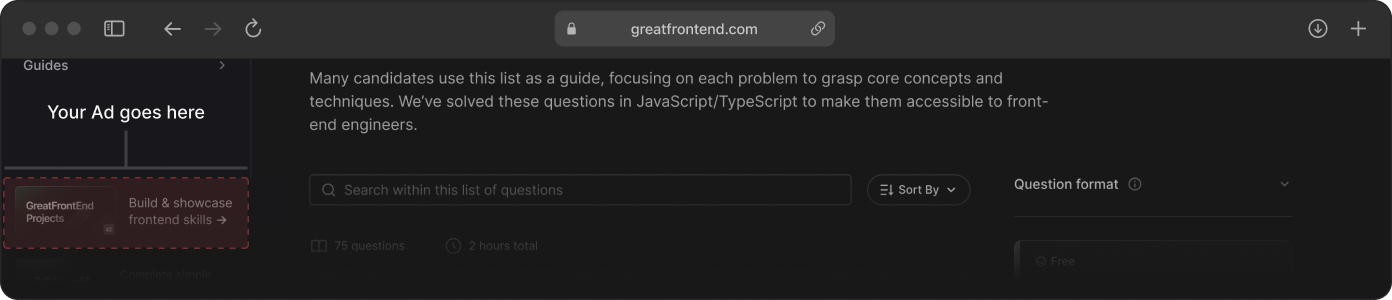 greatfrontend.com
Guides
Your Ad goes here
GreatFrontEnd
Projects
Build & showcase
frontend skills →
Complete simple
Many candidates use this list as a guide, focusing on each problem to grasp core concepts and
techniques. We’ve solved these questions in JavaScript/TypeScript to make them accessible to front-
end engineers.
Search within this list of questions
Sort By
75 questions
2 hours total
Question format
Free